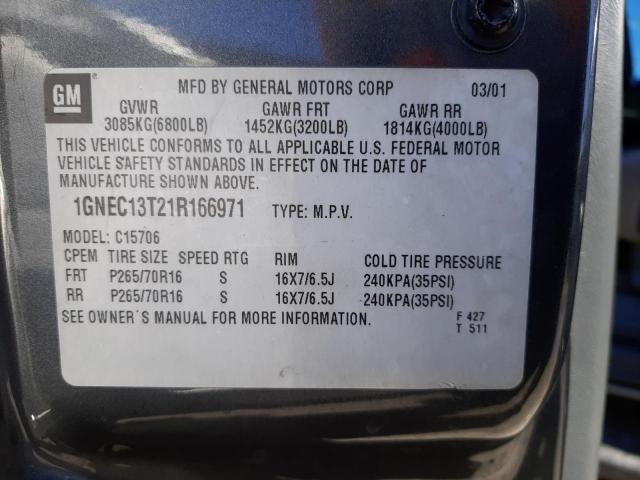 GM
MFD BY GENERAL MOTORS CORP 03/01
GVWR GAWR FRT GAWR RR
3085KG(6800LB) 1452KG(3200LB) 1814KG(4000LB)
THIS VEHICLE CONFORMS TO ALL APPLICABLE U.S. FEDERAL MOTOR
VEHICLE SAFETY STANDARDS IN EFFECT ON THE DATE OF
MANUFACTURE SHOWN ABOVE.
1GNEC13T21R166971 TYPE: M.P.V.
MODEL: C15706
CPEM TIRE SIZE SPEED RTG RIM COLD TIRE PRESSURE
FRT P265/70R16 S 16X7/6.5J 240KPA(35PSI)
RR P265/70R16 S 16X7/6.5J 240KPA(35PSI)
SEE OWNER'S MANUAL FOR MORE INFORMATION. F 427
T 511